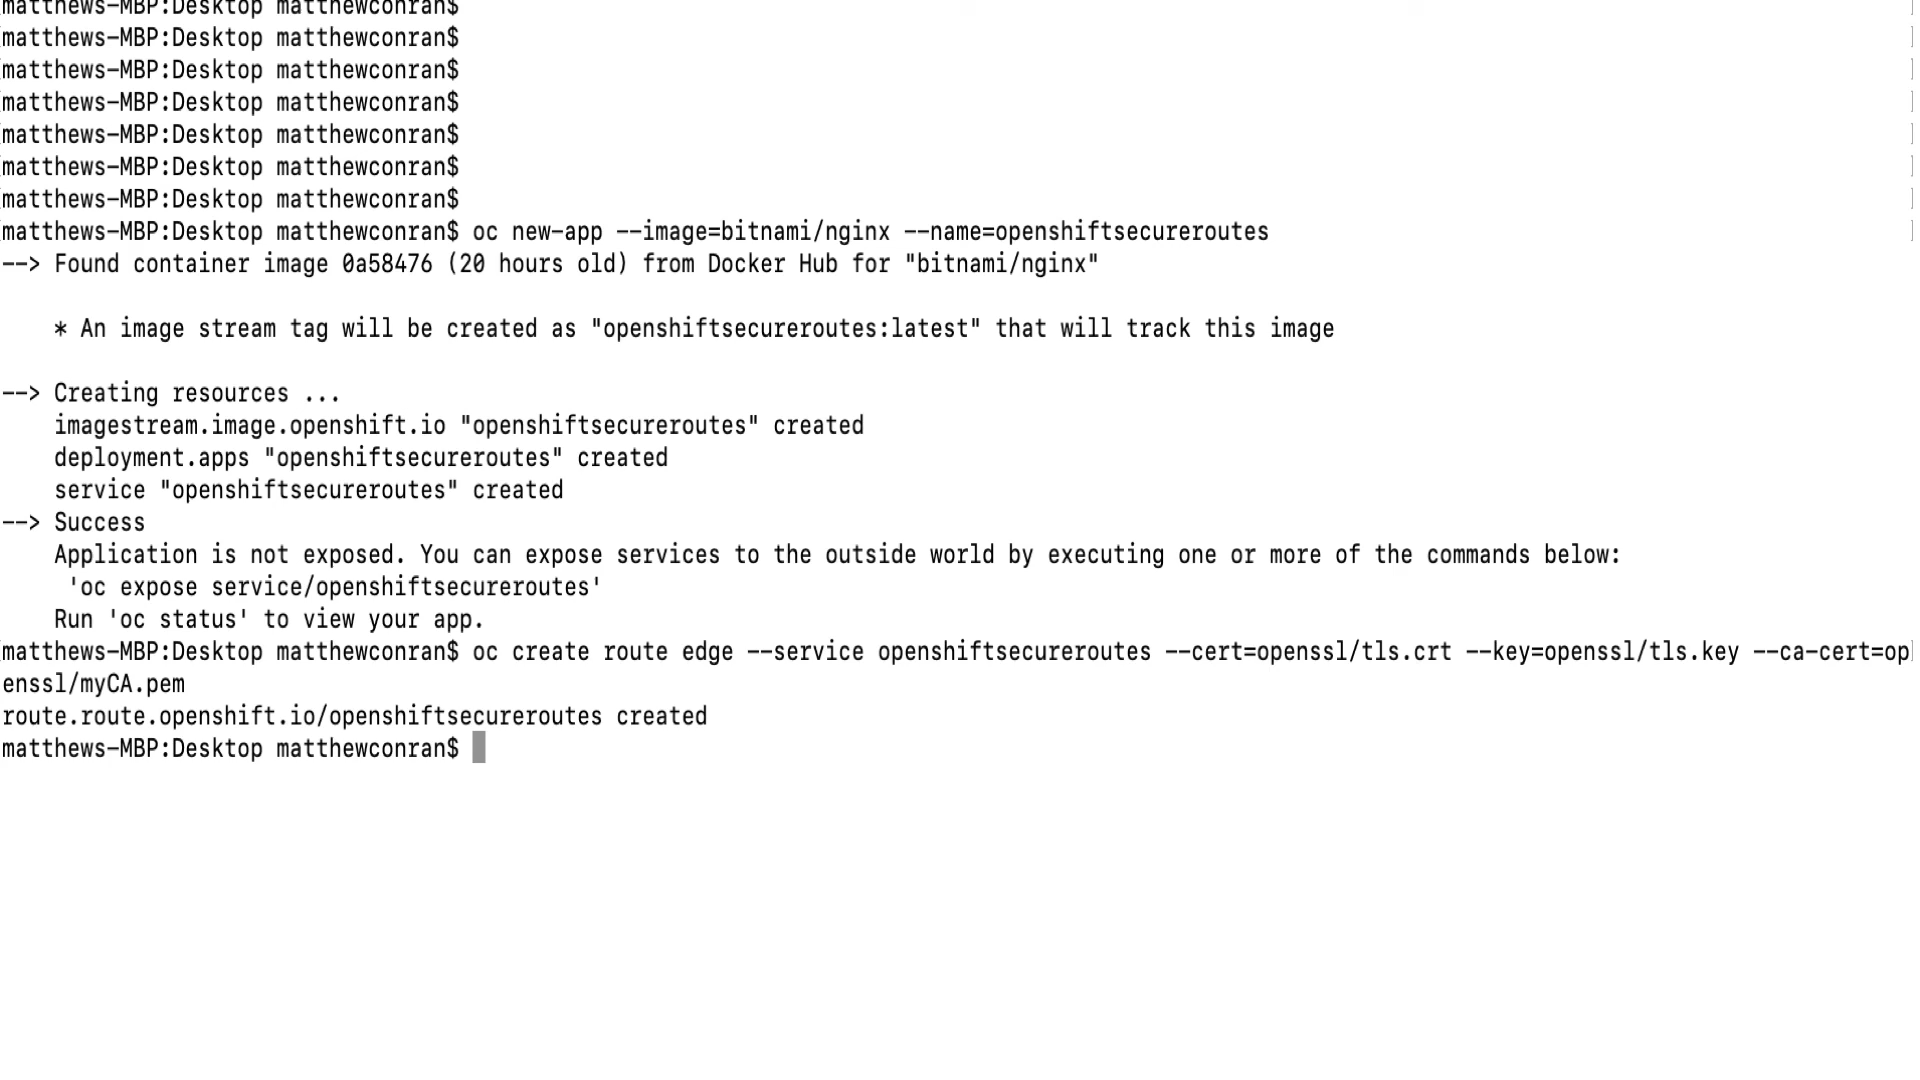 matthews-MBP:Desktop matthewconran$
matthews-MBP:Desktop matthewconran$
matthews-MBP:Desktop matthewconran$
matthews-MBP:Desktop matthewconran$
matthews-MBP:Desktop matthewconran$
matthews-MBP:Desktop matthewconran$
matthews-MBP:Desktop matthewconran$
matthews-MBP:Desktop matthewconran$ oc new-app --image=bitnami/nginx --name=openshiftsecureroutes
--> Found container image 0a58476 (20 hours old) from Docker Hub for "bitnami/nginx"
* An image stream tag will be created as "openshiftsecureroutes:latest" that will track this image
--> Creating resources ...
imagestream.image.openshift.io "openshiftsecureroutes" created
deployment.apps "openshiftsecureroutes" created
service "openshiftsecureroutes" created
--> Success
Application is not exposed. You can expose services to the outside world by executing one or more of the commands below:
'oc expose service/openshiftsecureroutes'
Run 'oc status' to view your app.
matthews-MBP:Desktop matthewconran$ oc create route edge --service openshiftsecureroutes --cert=openssl/tls.crt --key=openssl/tls.key --ca-cert=op
enssl/myCA.pem
route.route.openshift.io/openshiftsecureroutes created
matthews-MBP:Desktop matthewconran$